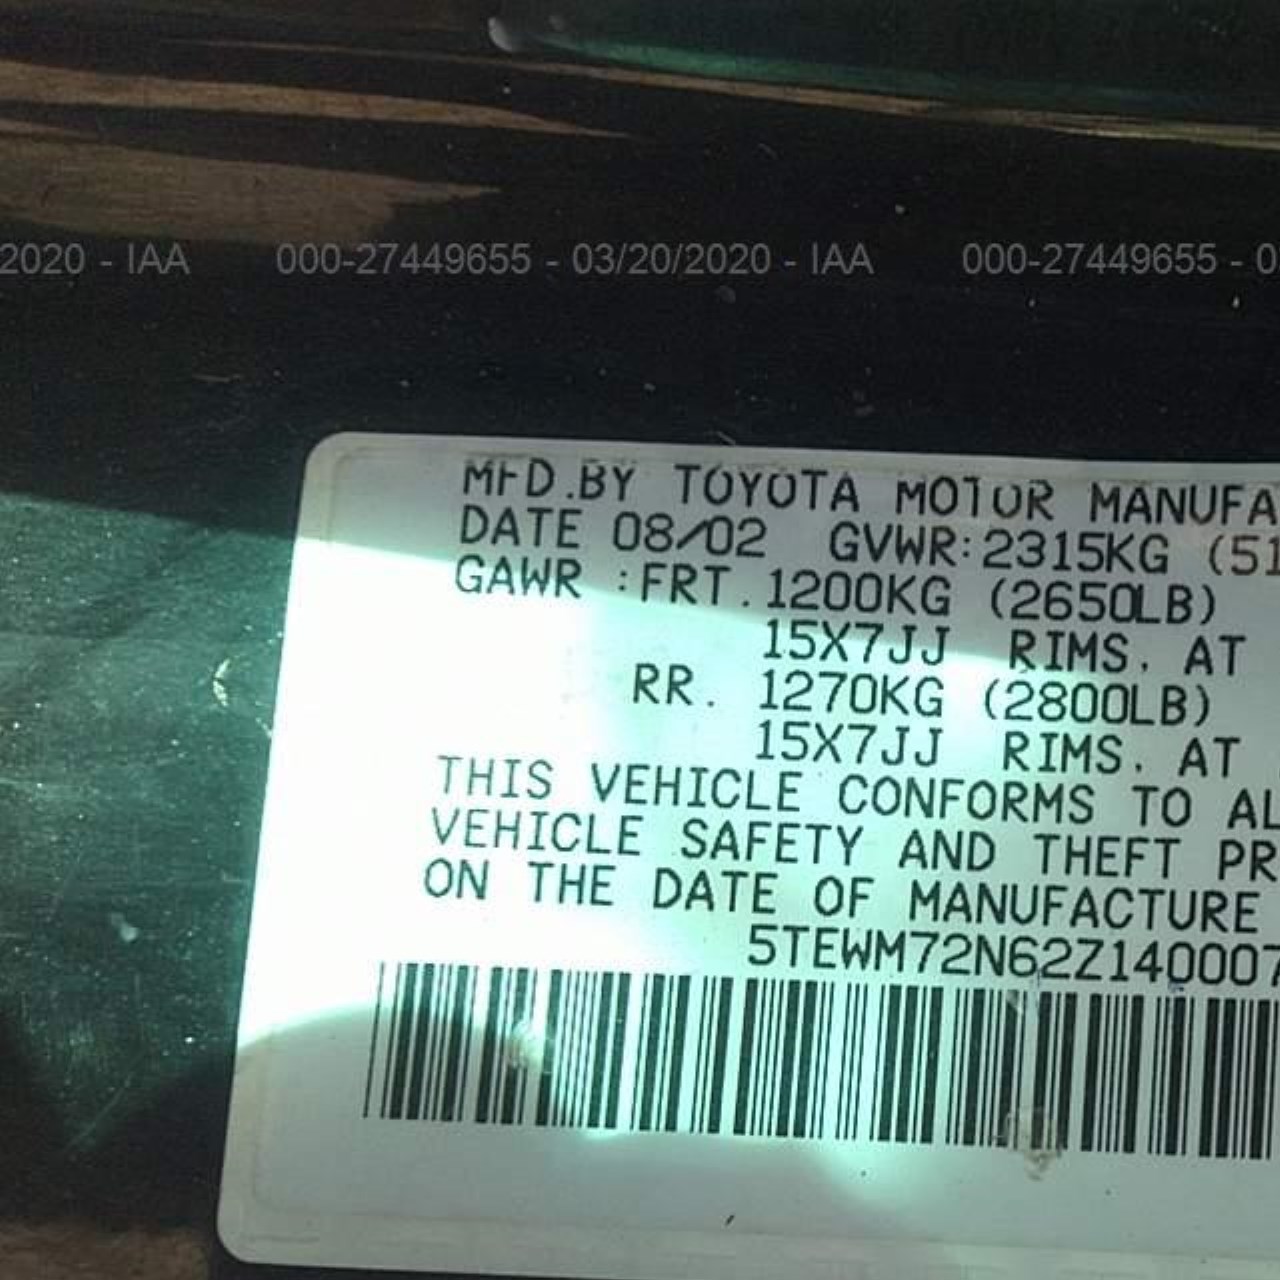 2020 - IAA 000-27449655 - 03/20/2020 - IAA 000-27449655 - 0
MFD.BY TOYOTA MOTOR MANUFA
DATE 08/02 GVWR:2315KG (51
GAWR :FRT.1200KG (2650LB)
15X7JJ RIMS. AT
RR. 1270KG (2800LB)
15X7JJ RIMS. AT
THIS VEHICLE CONFORMS TO AL
VEHICLE SAFETY AND THEFT PR
ON THE DATE OF MANUFACTURE
5TEWM72N62Z140007